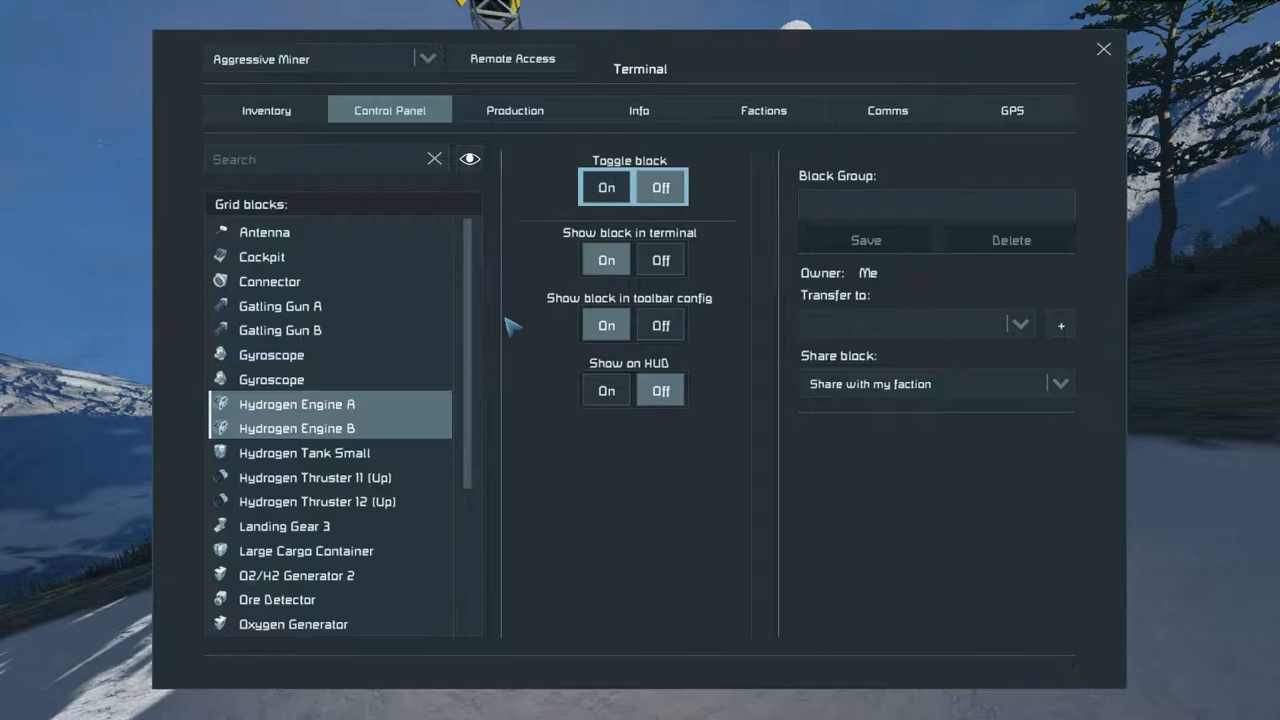 Aggressive Miner
Remote Access
Terminal
Inventory
Control Panel
Production
Info
Factions
Comms
GPS
Search
Grid blocks:
Antenna
Cockpit
Connector
Gatling Gun A
Gatling Gun B
Gyroscope
Gyroscope
Hydrogen Engine A
Hydrogen Engine B
Hydrogen Tank Small
Hydrogen Thruster 11 (Up)
Hydrogen Thruster 12 (Up)
Landing Gear 3
Large Cargo Container
O2/H2 Generator 2
Ore Detector
Oxygen Generator
Toggle block
On Off
Show block in terminal
On Off
Show block in toolbar config
On Off
Show on HUD
On Off
Block Group:
Save Delete
Owner: Me
Transfer to:
+
Share block:
Share with my faction